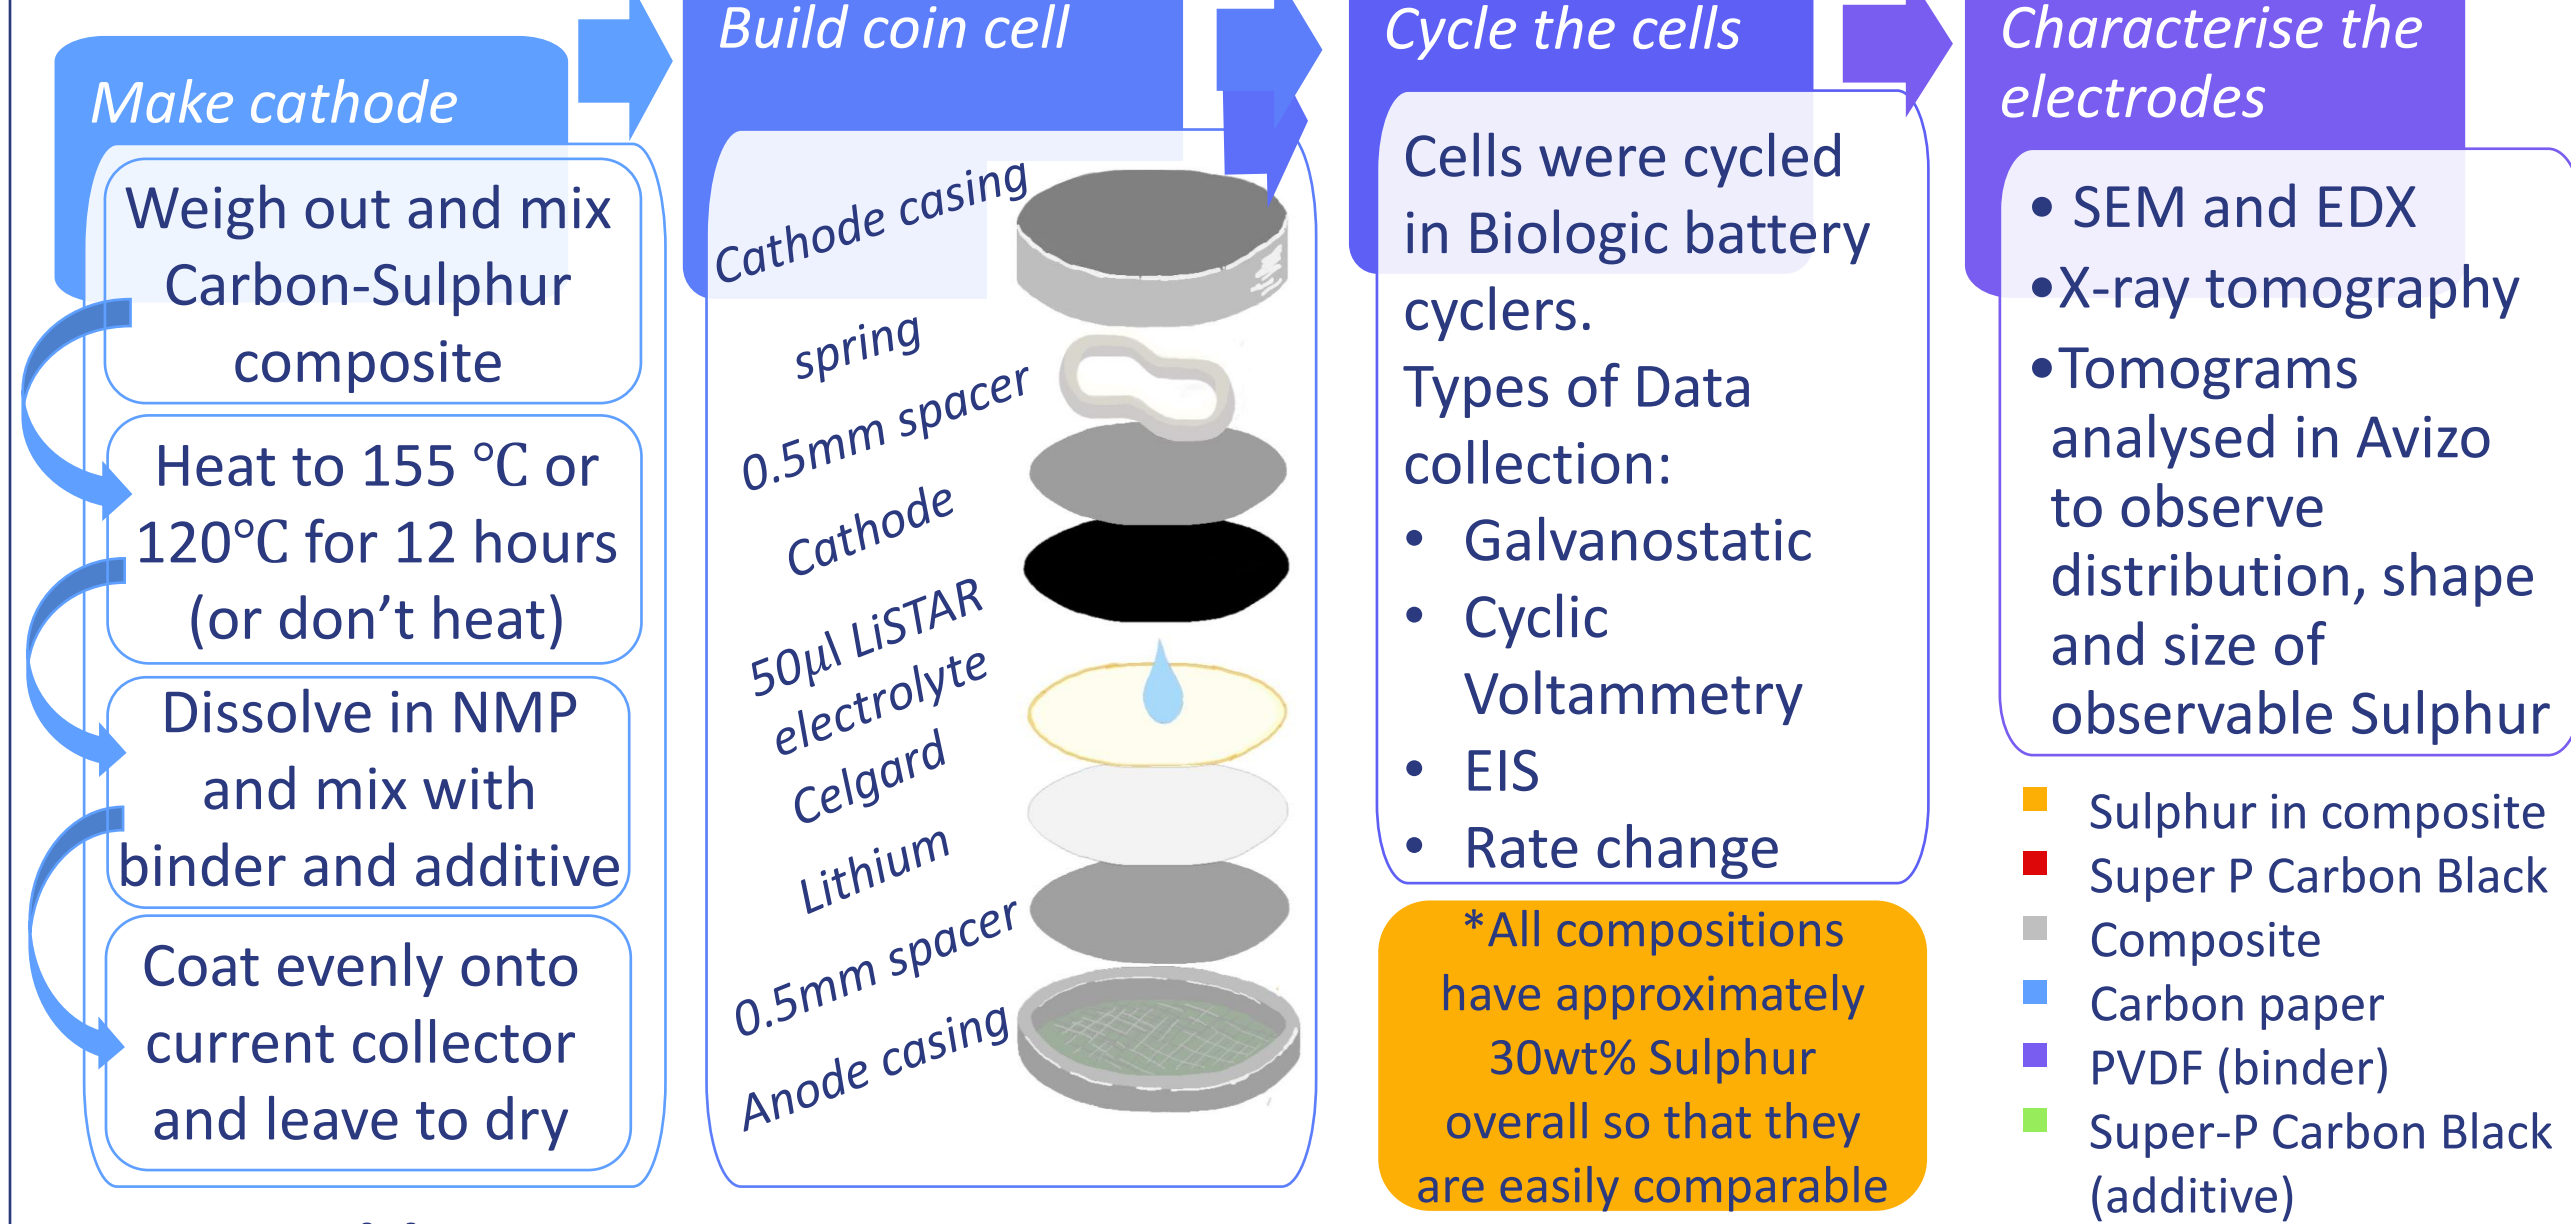 Make cathode
Weigh out and mix
Carbon-Sulphur
composite
Heat to 155 °C or
120°C for 12 hours
(or don't heat)
Dissolve in NMP
and mix with
binder and additive
Coat evenly onto
current collector
and leave to dry
Build coin cell
Cathode casing
spring
0.5mm spacer
Cathode
50μl LiSTAR
electrolyte
Celgard
Lithium
0.5mm spacer
Anode casing
Cycle the cells
Cells were cycled
in Biologic battery
cyclers.
Types of Data
collection:
• Galvanostatic
• Cyclic
Voltammetry
• EIS
• Rate change
*All compositions
have approximately
30wt% Sulphur
overall so that they
are easily comparable
Characterise the
electrodes
• SEM and EDX
•X-ray tomography
•Tomograms
analysed in Avizo
to observe
distribution, shape
and size of
observable Sulphur
Sulphur in composite
Super P Carbon Black
Composite
Carbon paper
PVDF (binder)
Super-P Carbon Black
(additive)